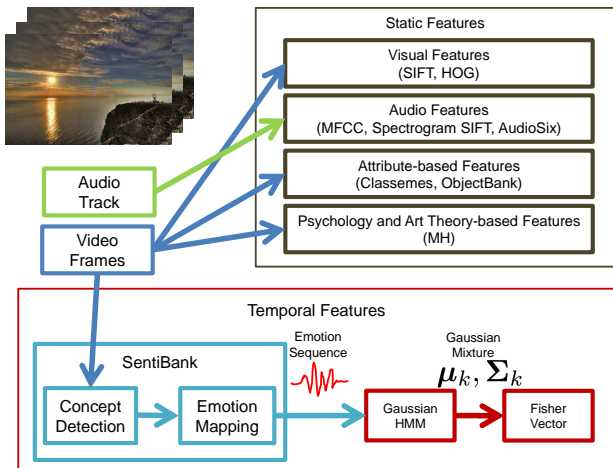 Static Features
Visual Features
(SIFT, HOG)
Audio Features
(MFCC, Spectrogram SIFT, AudioSix)
Attribute-based Features
(Classemes, ObjectBank)
Psychology and Art Theory-based Features
(MH)
Audio
Track
Video
Frames
Temporal Features
SentiBank
Concept
Detection
Emotion
Mapping
Emotion
Sequence
Gaussian
Mixture
μk, Σk
Gaussian
HMM
Fisher
Vector